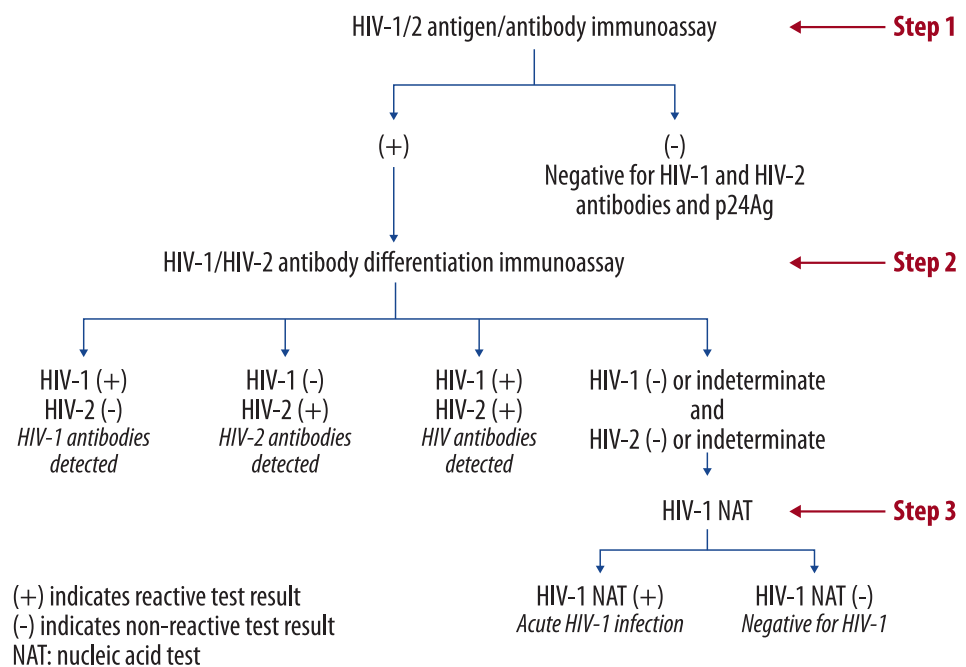 HIV-1/2 antigen/antibody immunoassay
Step 1
(+)
(-)
Negative for HIV-1 and HIV-2
antibodies and p24Ag
HIV-1/HIV-2 antibody differentiation immunoassay
Step 2
HIV-1 (+)
HIV-2 (-)
HIV-1 antibodies
detected
HIV-1 (-)
HIV-2 (+)
HIV-2 antibodies
detected
HIV-1 (+)
HIV-2 (+)
HIV antibodies
detected
HIV-1 (-) or indeterminate
and
HIV-2 (-) or indeterminate
HIV-1 NAT
Step 3
HIV-1 NAT (+)
Acute HIV-1 infection
HIV-1 NAT (-)
Negative for HIV-1
(+) indicates reactive test result
(-) indicates non-reactive test result
NAT: nucleic acid test